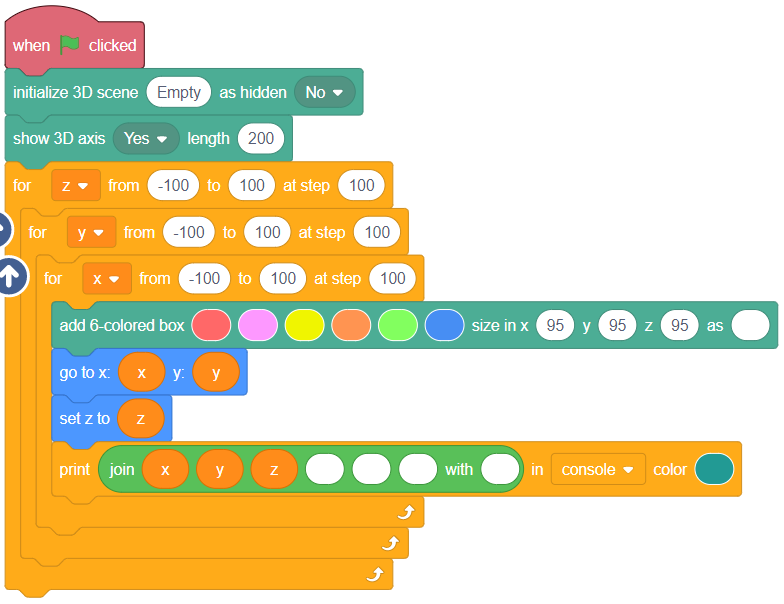 when clicked
initialize 3D scene Empty as hidden No
show 3D axis Yes length 200
for z from -100 to 100 at step 100
for y from -100 to 100 at step 100
for x from -100 to 100 at step 100
add 6-colored box size in x 95 y 95 z 95 as
go to x: x y: y
set z to z
print join x y z with in console color